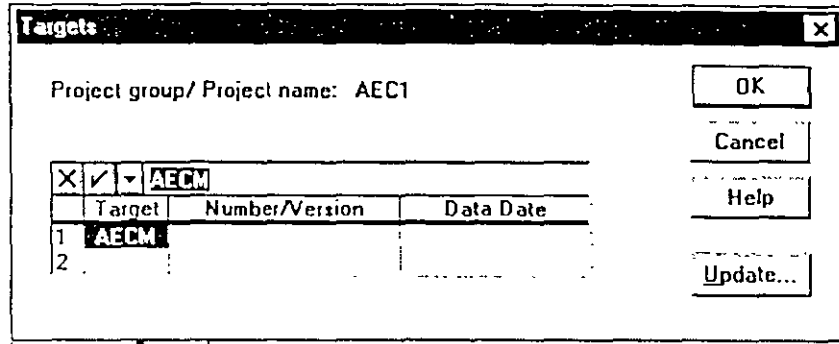 Targets
Project group/ Project name: AEC1
OK
Cancel
AECM
Help
Target Number/Version Data Date
1 AECM
2
Update...